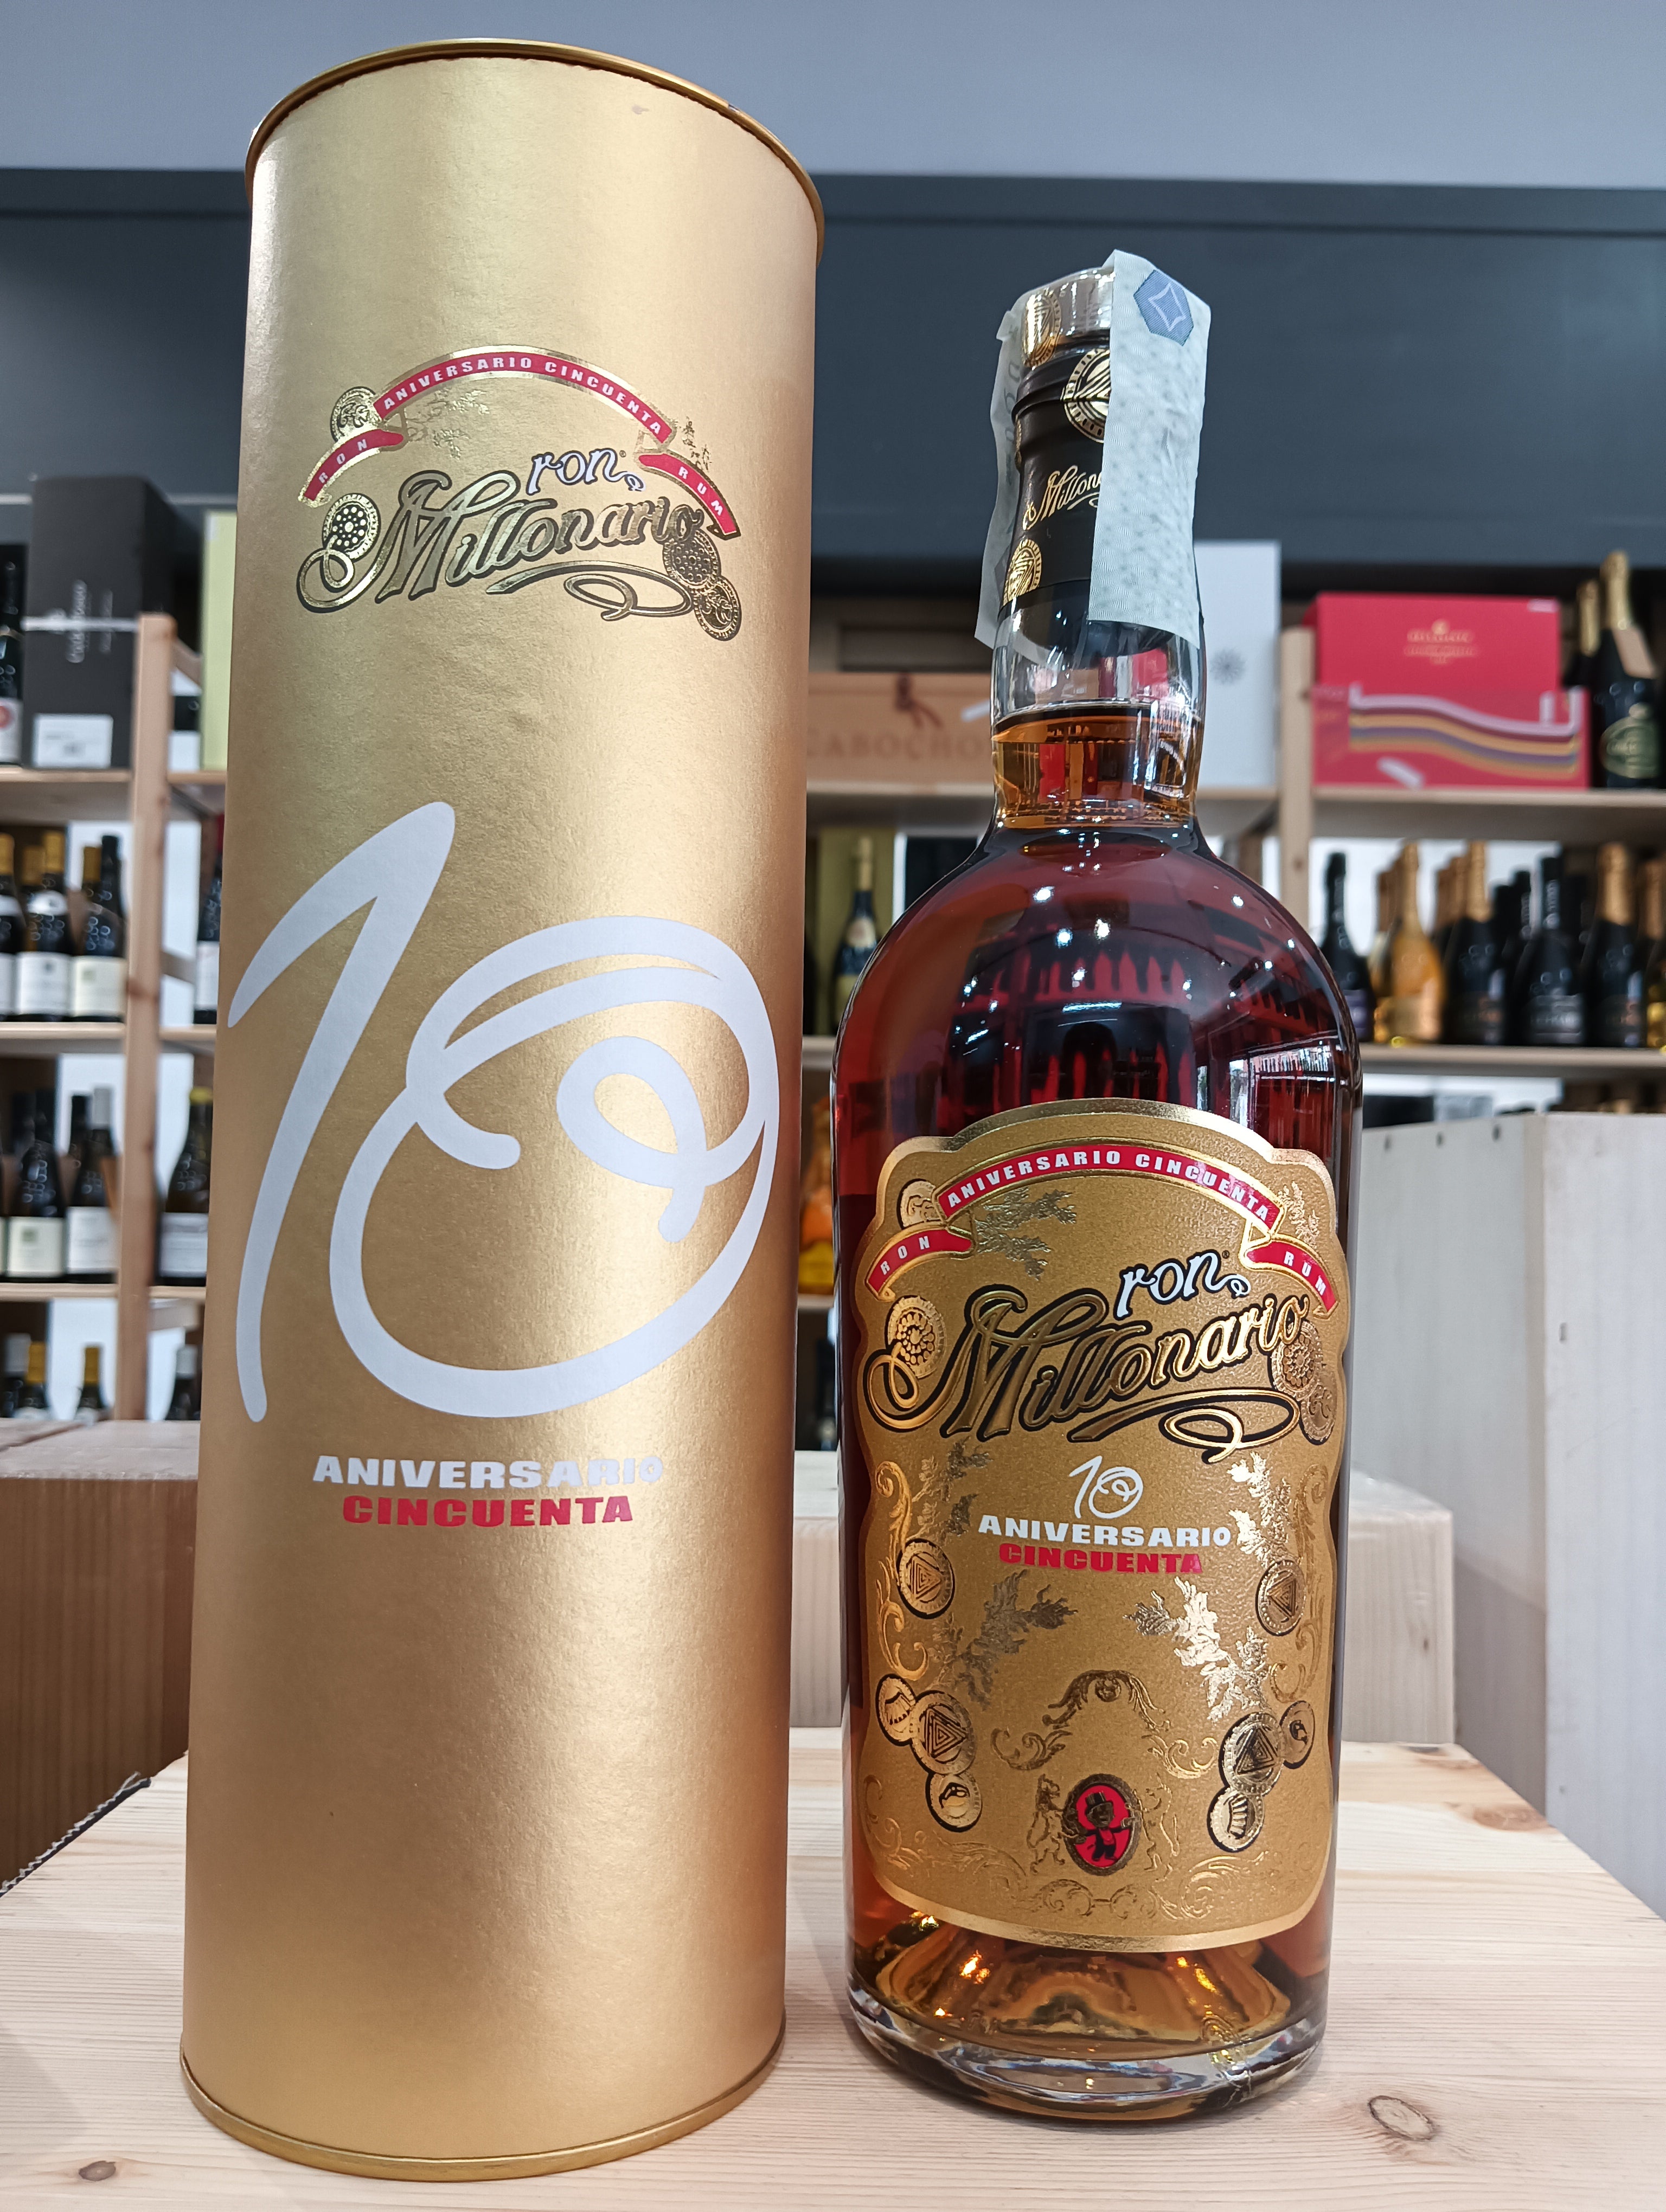 ANIVERSARIO CINCUENTA
RON
RUM
ron
Millonario
10
ANIVERSARIO
CINCUENTA
ANIVERSARIO CINCUENTA
RON
RUM
ron
Millonario
10
ANIVERSARIO
CINCUENTA